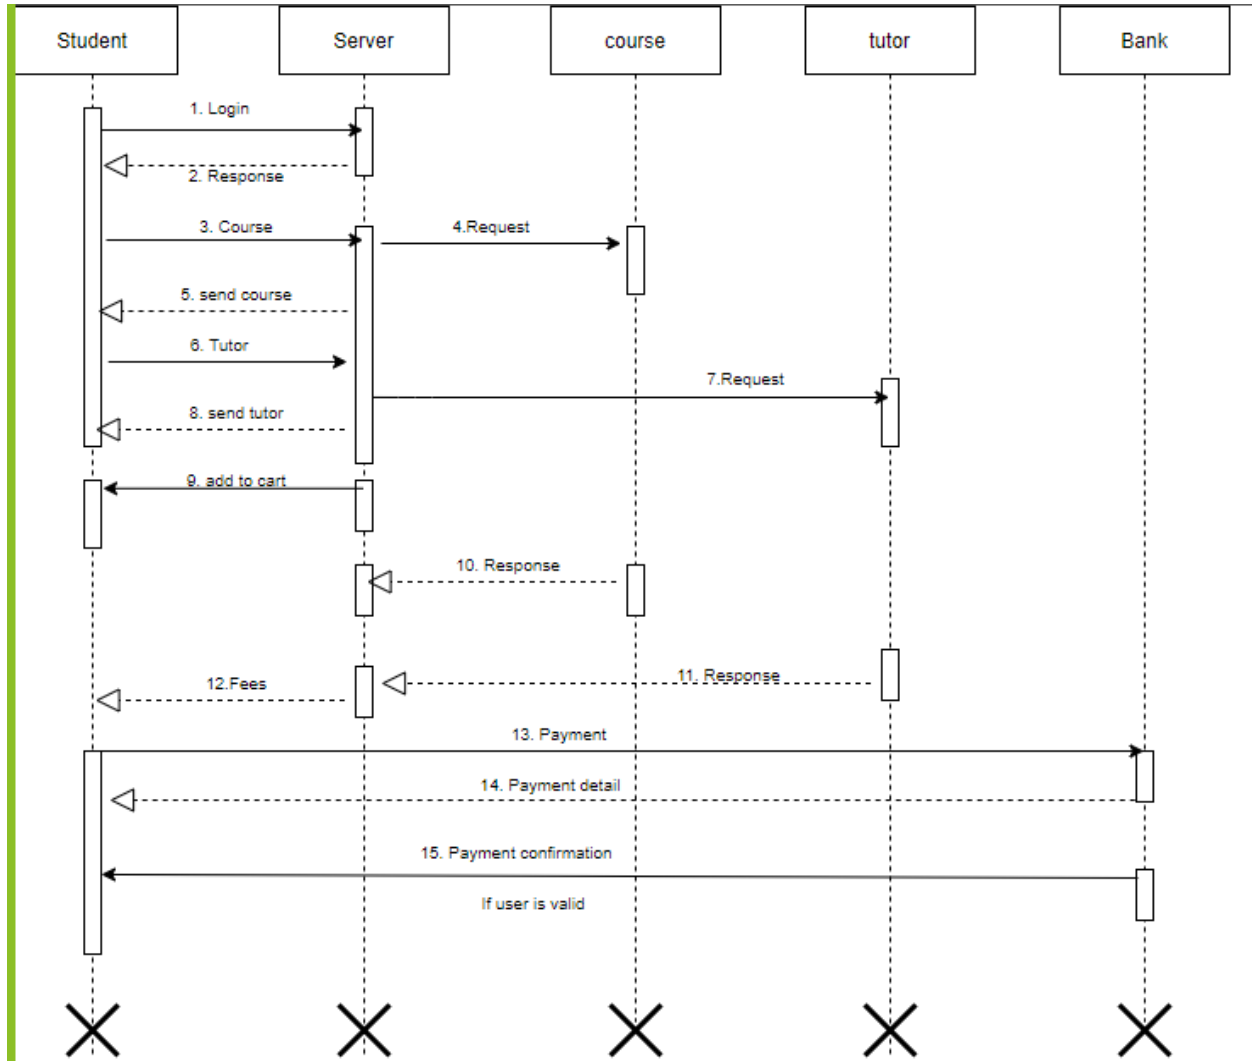 Student
Server
course
tutor
Bank
1. Login
2. Response
3. Course
4.Request
5. send course
6. Tutor
7.Request
8. send tutor
9. add to cart
10. Response
11. Response
12.Fees
13. Payment
14. Payment detail
15. Payment confirmation
If user is valid